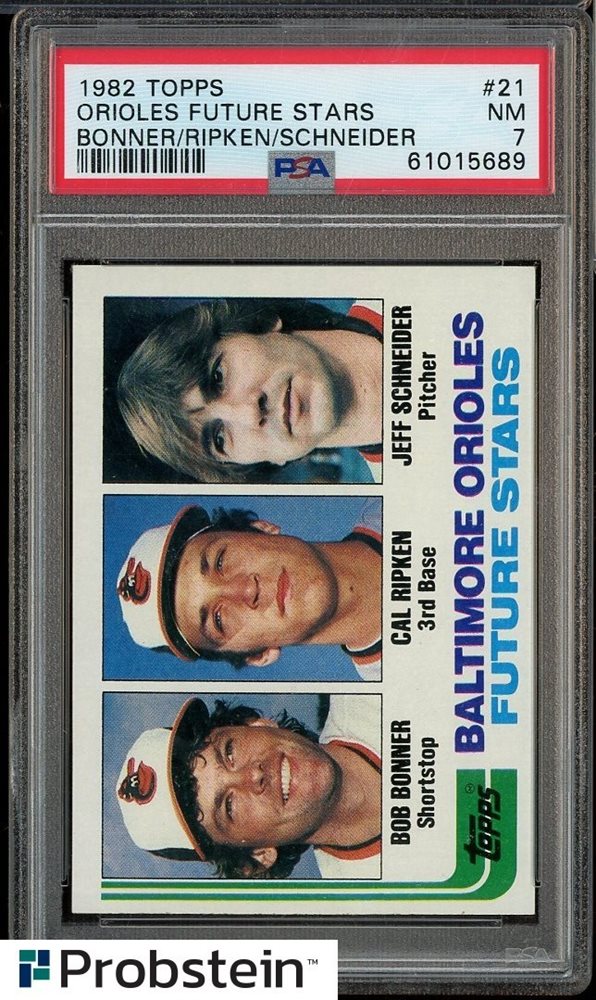 1982 TOPPS #21
ORIOLES FUTURE STARS NM
BONNER/RIPKEN/SCHNEIDER 7
PSA 61015689
BOB BONNER
Shortstop
CAL RIPKEN
3rd Base
JEFF SCHNEIDER
Pitcher
topps
BALTIMORE ORIOLES
FUTURE STARS
PSA
Probstein™